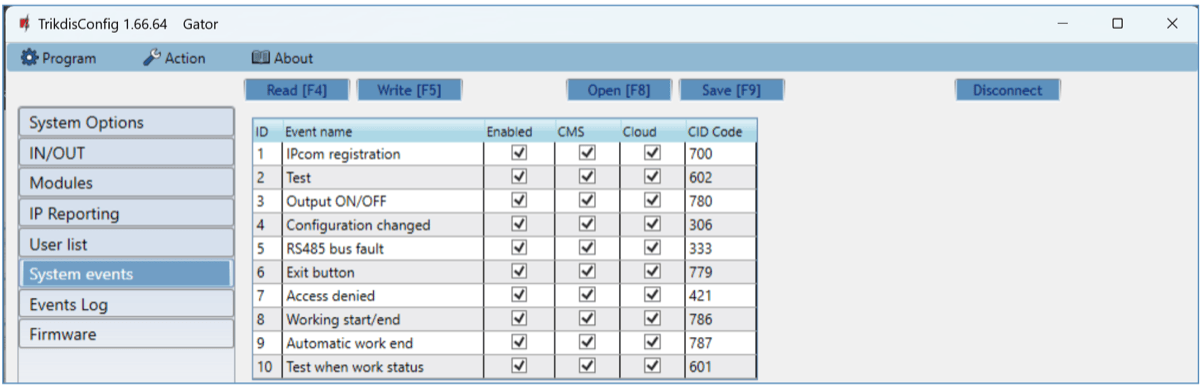 TrikdisConfig 1.66.64 Gator
Program Action About
Read [F4] Write [F5] Open [F8] Save [F9] Disconnect
System Options
IN/OUT
Modules
IP Reporting
User list
System events
Events Log
Firmware
ID Event name Enabled CMS Cloud CID Code
1 IPcom registration 700
2 Test 602
3 Output ON/OFF 780
4 Configuration changed 306
5 RS485 bus fault 333
6 Exit button 779
7 Access denied 421
8 Working start/end 786
9 Automatic work end 787
10 Test when work status 601